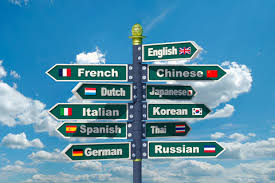 English
French
Chinese
Dutch
Japanese
Italian
Korean
Spanish
Thai
German
Russian